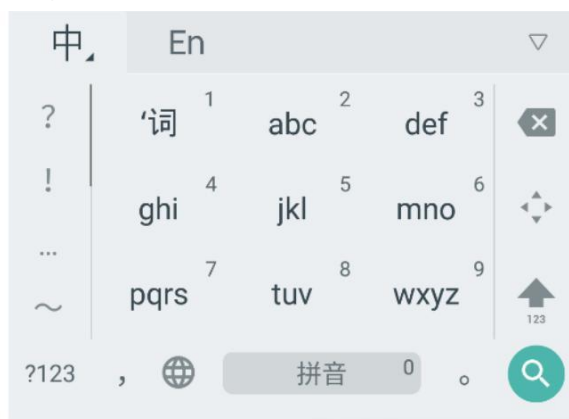 中 En
? '词 1 abc 2 def 3
! ghi 4 jkl 5 mno 6
… pqrs 7 tuv 8 wxyz 9
～ 123
?123 , 拼音 0 。